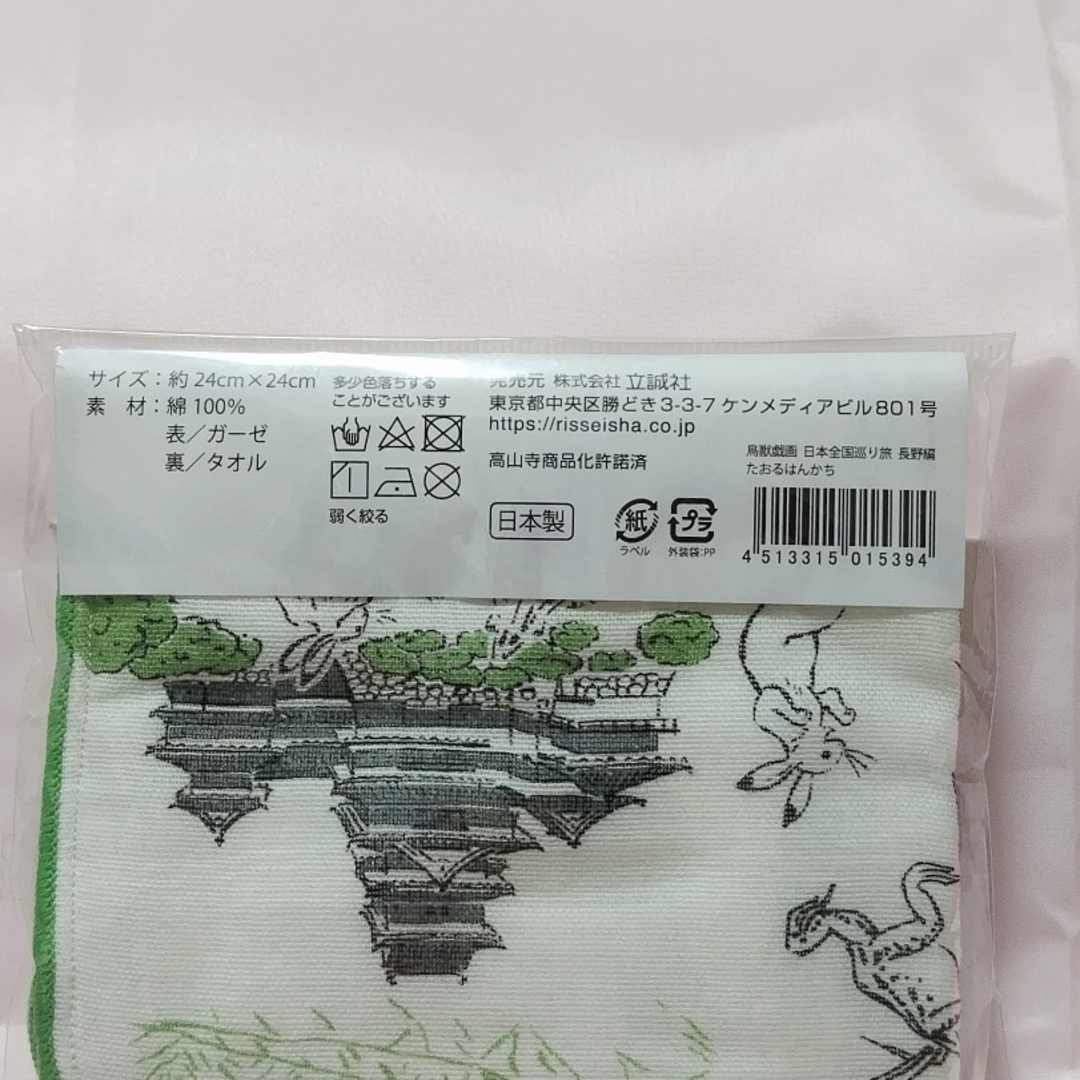 サイズ：約 24cm×24cm
素　材：綿 100%
表／ガーゼ
裏／タオル
多少色落ちする
ことがございます
弱く絞る
発売元 株式会社 立誠社
東京都中央区勝どき3-3-7 ケンメディアビル801号
https://risseisha.co.jp
高山寺商品化許諾済
日本製
紙
ラベル
プラ
外装袋:PP
鳥獣戯画 日本全国巡り旅 長野編
たおるはんかち
4 513315 015394